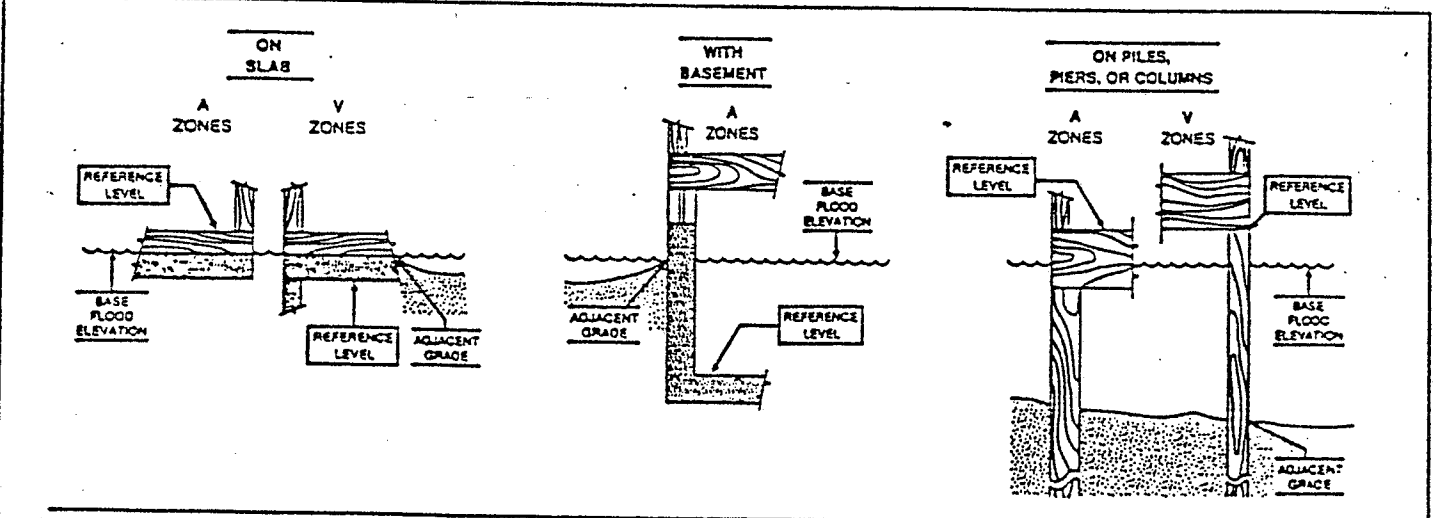 ON
SLAB
A
ZONES
V
ZONES
REFERENCE
LEVEL
BASE
FLOOD
ELEVATION
REFERENCE
LEVEL
ADJACENT
GRADE
WITH
BASEMENT
A
ZONES
BASE
FLOOD
ELEVATION
ADJACENT
GRADE
REFERENCE
LEVEL
ON PILES,
PIERS, OR COLUMNS
A
ZONES
V
ZONES
REFERENCE
LEVEL
REFERENCE
LEVEL
BASE
FLOOD
ELEVATION
ADJACENT
GRADE